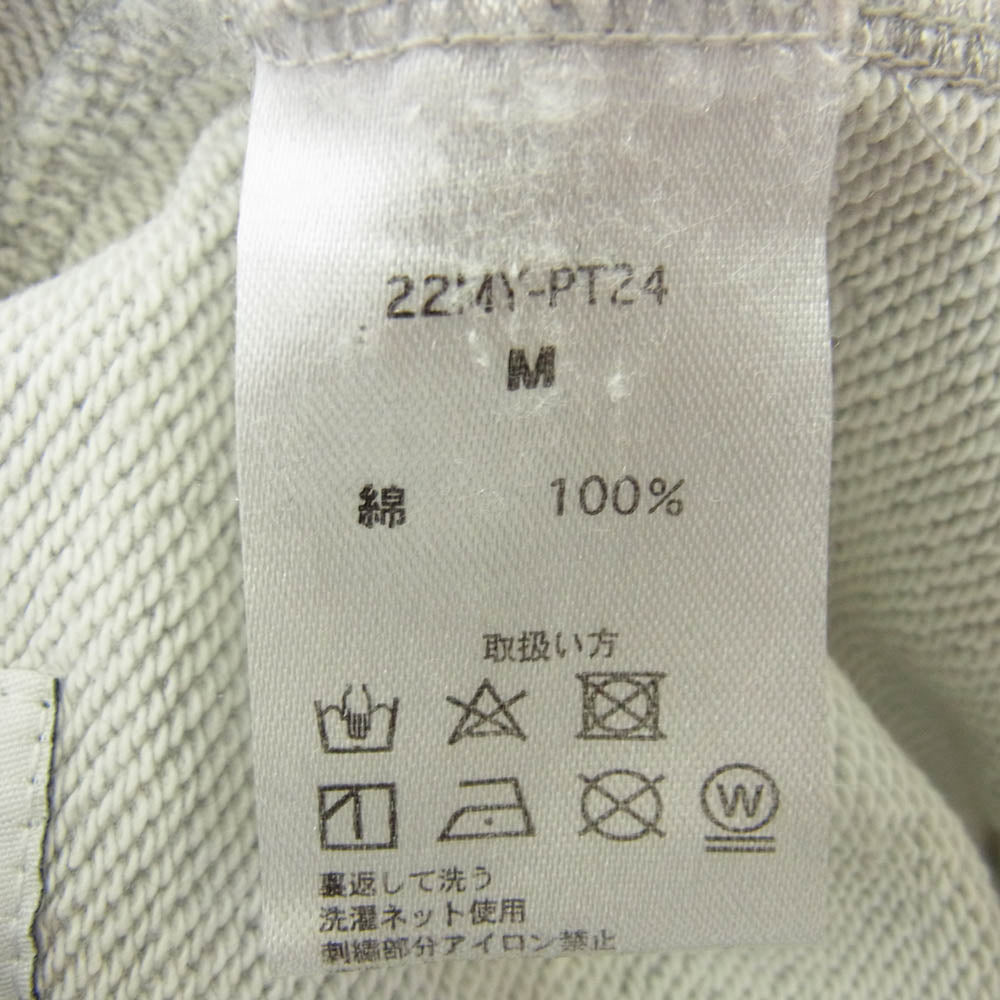 22MY-PT24
M
綿 100%
取扱い方
W
裏返して洗う
洗濯ネット使用
刺繍部分アイロン禁止